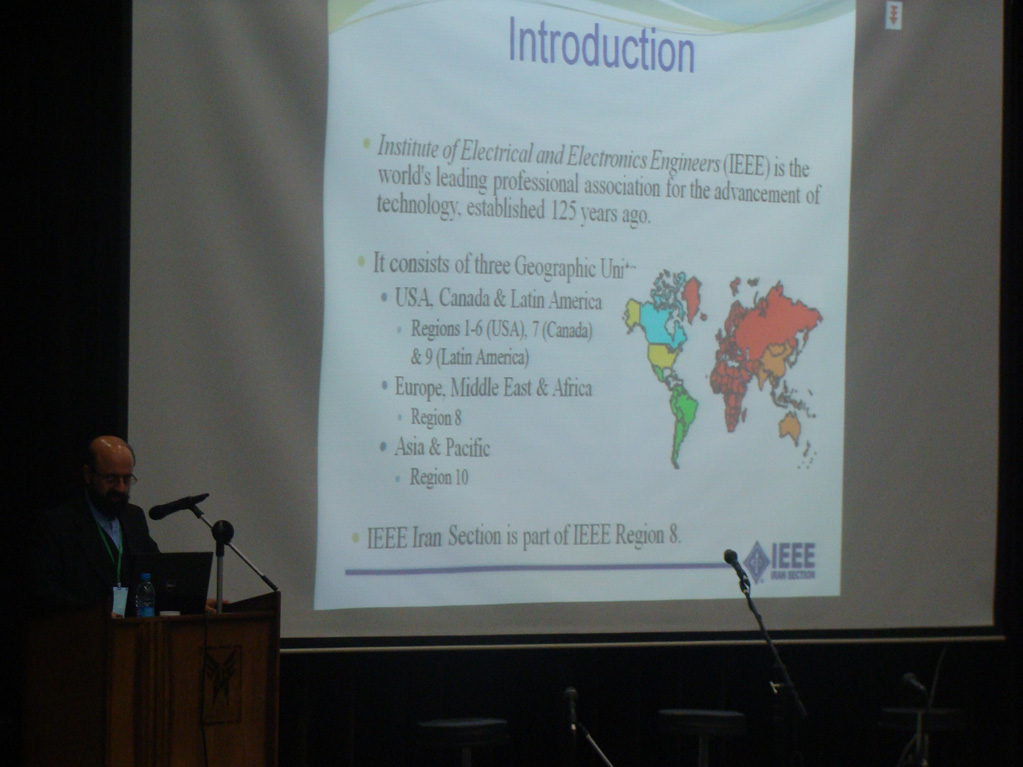 Introduction
Institute of Electrical and Electronics Engineers (IEEE) is the
world's leading professional association for the advancement of
technology, established 125 years ago.
It consists of three Geographic
USA, Canada & Latin America
Regions 1-6 (USA), 7 (Canada)
& 9 (Latin America)
Europe, Middle East & Africa
Region 8
Asia & Pacific
Region 10
IEEE Iran Section is part of IEEE Region 8.
IEEE
IRAN SECTION